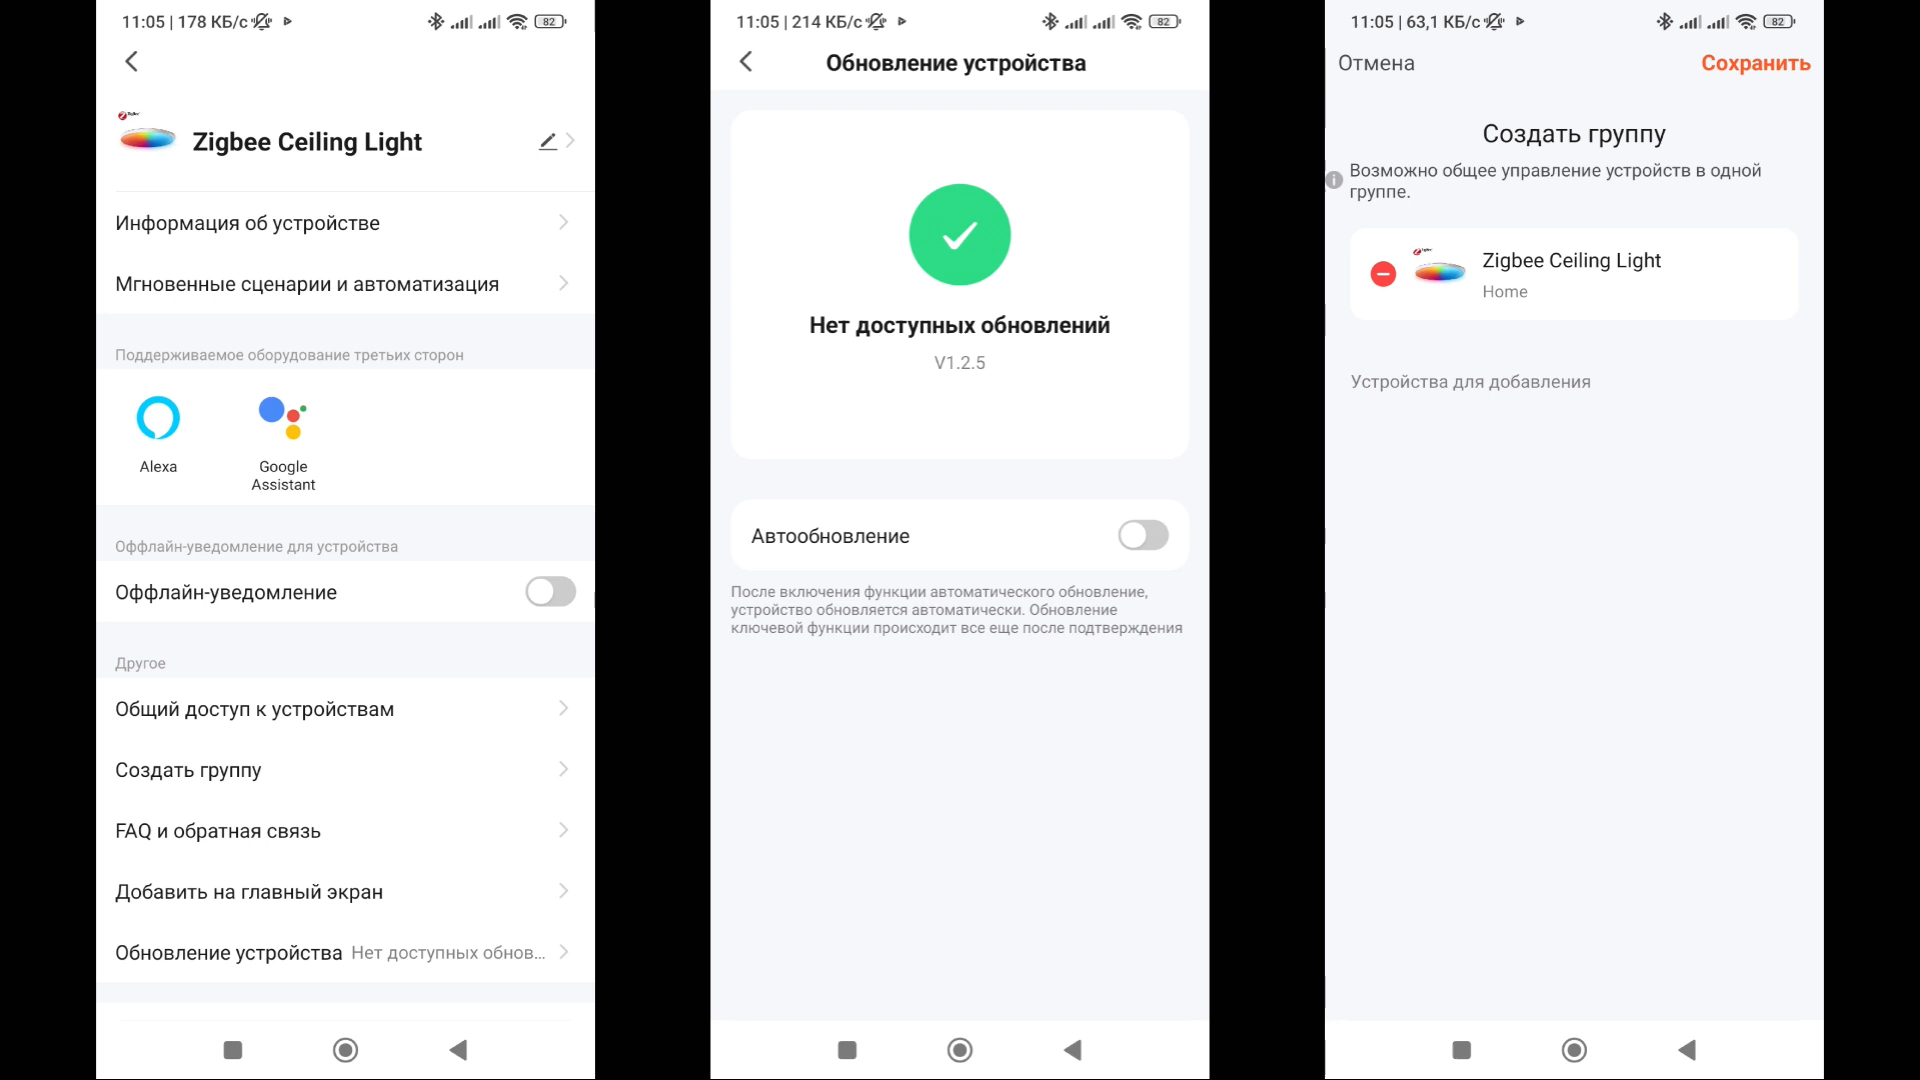 11:05 | 178 КБ/с
82
Zigbee Ceiling Light
Информация об устройстве
Мгновенные сценарии и автоматизация
Поддерживаемое оборудование третьих сторон
Alexa
Google
Assistant
Оффлайн-уведомление для устройства
Оффлайн-уведомление
Другое
Общий доступ к устройствам
Создать группу
FAQ и обратная связь
Добавить на главный экран
Обновление устройства Нет доступных обнов...
11:05 | 214 КБ/с
82
Обновление устройства
Нет доступных обновлений
V1.2.5
Автообновление
После включения функции автоматического обновление,
устройство обновляется автоматически. Обновление
ключевой функции происходит все еще после подтверждения
11:05 | 63,1 КБ/с
82
Отмена
Сохранить
Создать группу
Возможно общее управление устройств в одной
группе.
Zigbee Ceiling Light
Home
Устройства для добавления